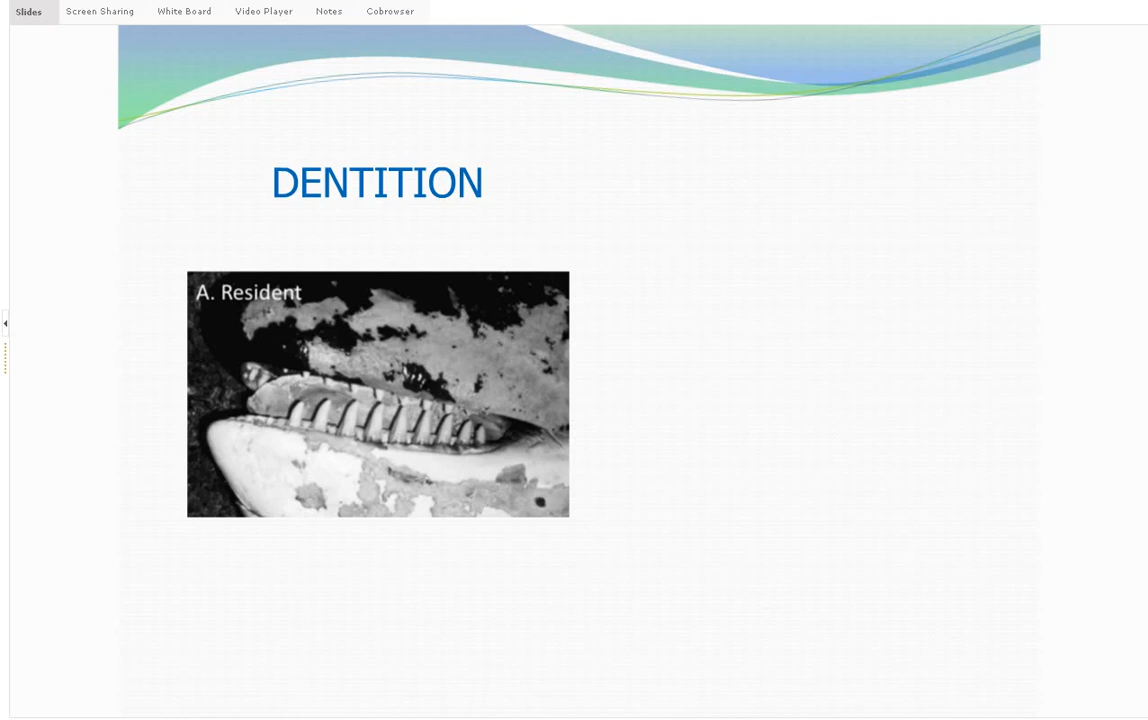 Slides Screen Sharing White Board Video Player Notes Cobrowser
DENTITION
A. Resident